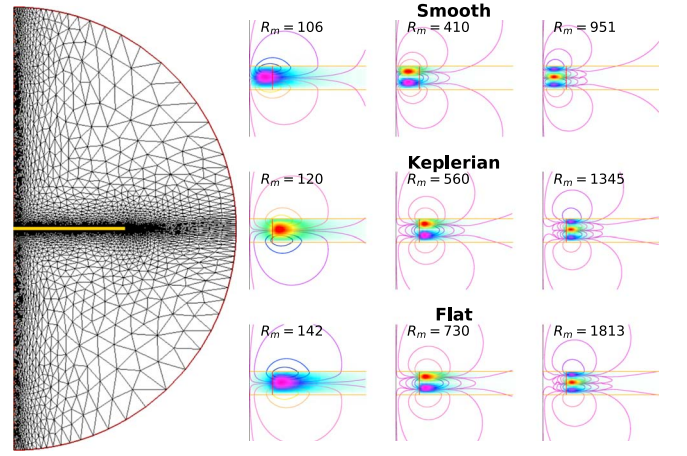 Smooth
R_m = 106
R_m = 410
R_m = 951
Keplerian
R_m = 120
R_m = 560
R_m = 1345
Flat
R_m = 142
R_m = 730
R_m = 1813